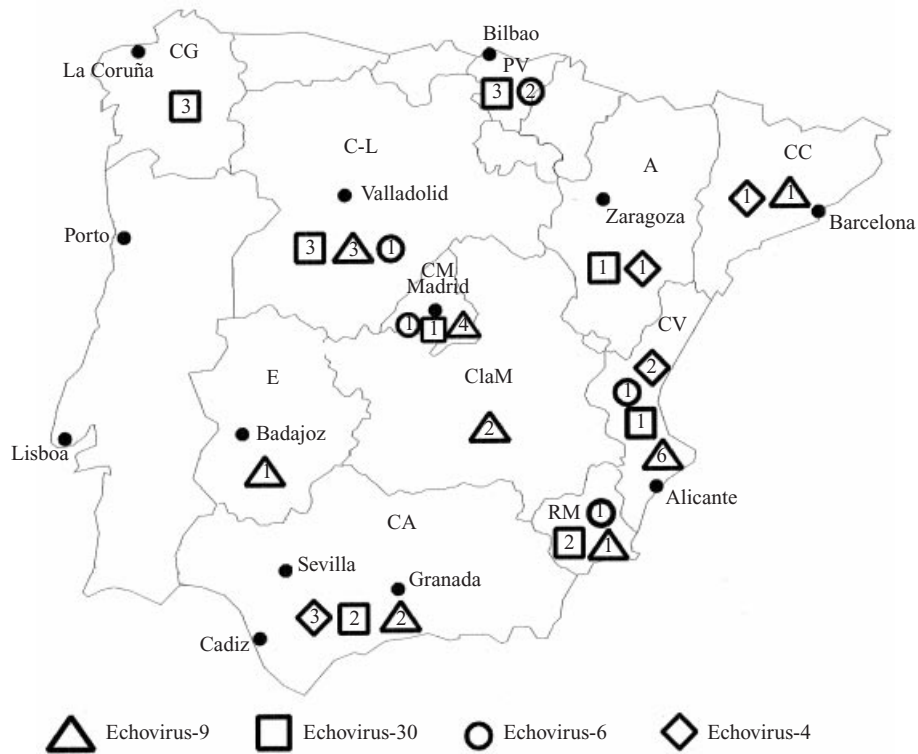 Bilbao
CG
La Coruña
PV
3
2
3
C-L
CC
A
Valladolid
1
1
Zaragoza
Barcelona
Porto
3
3
1
CM
1
1
Madrid
CV
1
1
4
E
ClaM
2
1
1
Badajoz
2
Lisboa
1
6
Alicante
CA
RM
1
2
1
Sevilla
Granada
3
2
2
Cadiz
Echovirus-9
Echovirus-30
Echovirus-6
Echovirus-4